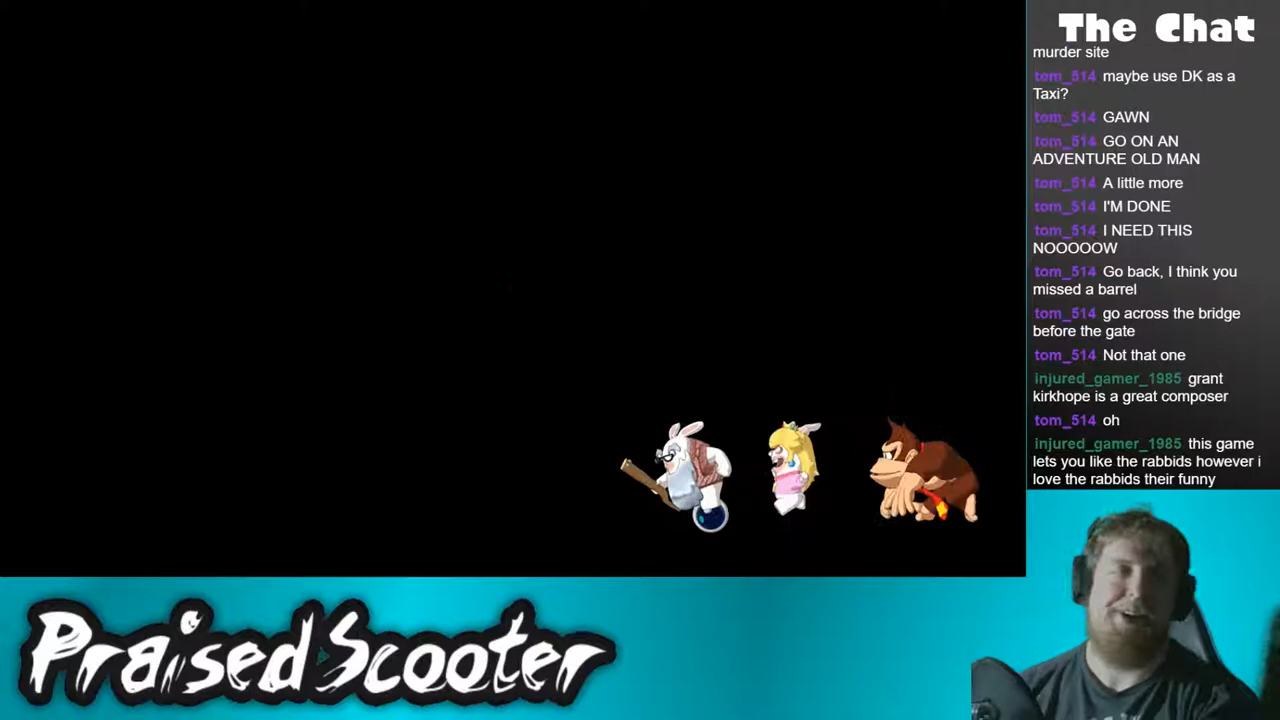 The Chat
murder site
tom_514 maybe use DK as a
Taxi?
tom_514 GAWN
tom_514 GO ON AN
ADVENTURE OLD MAN
tom_514 A little more
tom_514 I'M DONE
tom_514 I NEED THIS
NOOOOOW
tom_514 Go back, I think you
missed a barrel
tom_514 go across the bridge
before the gate
tom_514 Not that one
injured_gamer_1985 grant
kirkhope is a great composer
tom_514 oh
injured_gamer_1985 this game
lets you like the rabbids however i
love the rabbids their funny
PraisedScooter